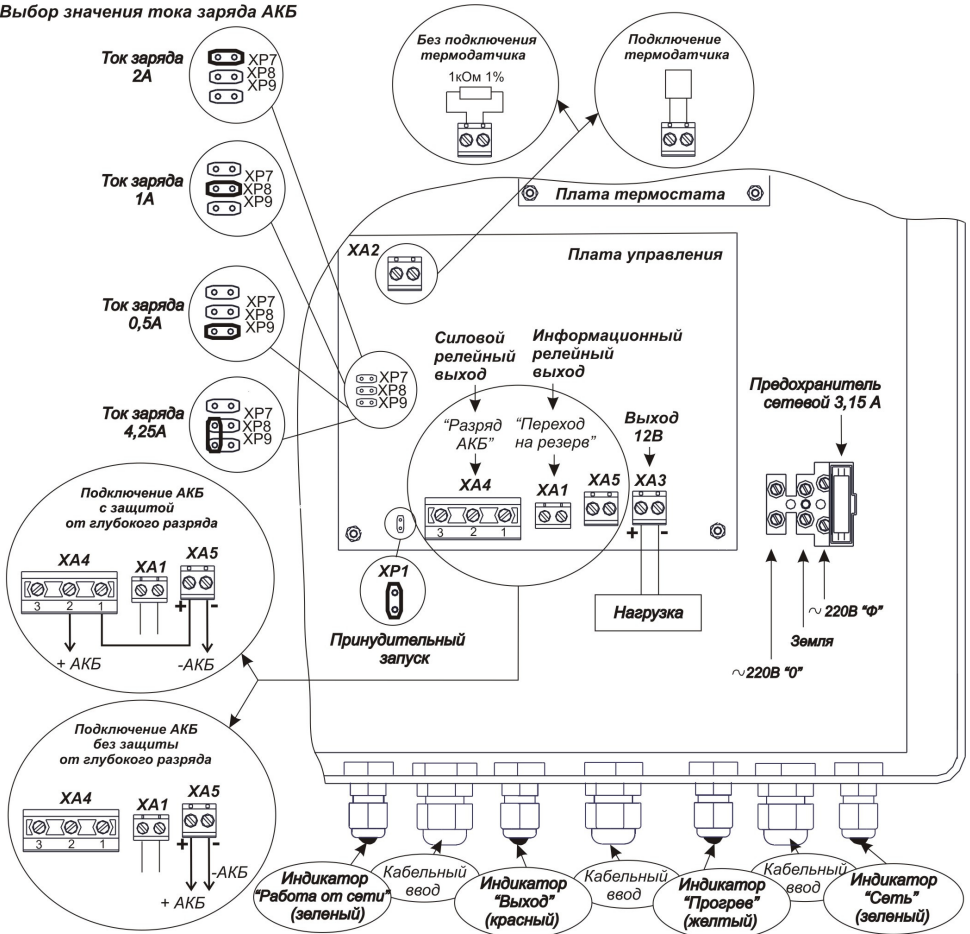 Выбор значения тока заряда АКБ
Ток заряда
2А
XP7
XP8
XP9
Ток заряда
1А
XP7
XP8
XP9
Ток заряда
0,5А
XP7
XP8
XP9
Ток заряда
4,25А
XP7
XP8
XP9
Без подключения
термодатчика
1кОм 1%
Подключение
термодатчика
Плата термостата
XA2
Плата управления
XP7
XP8
XP9
Силовой
релейный
выход
Информационный
релейный
выход
“Разряд
АКБ”
“Переход
на резерв”
Выход
12В
XA4
XA1
XA5
XA3
3 2 1
+ -
Нагрузка
XP1
Принудительный
запуск
Предохранитель
сетевой 3,15 А
~ 220В “Ф”
Земля
~220В “0”
Подключение АКБ
с защитой
от глубокого разряда
XA4
XA1
XA5
3 2 1
+ -
+ АКБ
-АКБ
Подключение АКБ
без защиты
от глубокого разряда
XA4
XA1
XA5
3 2 1
+ -
-АКБ
+ АКБ
Индикатор
“Работа от сети”
(зеленый)
Кабельный
ввод
Индикатор
“Выход”
(красный)
Кабельный
ввод
Индикатор
“Прогрев”
(желтый)
Кабельный
ввод
Индикатор
“Сеть”
(зеленый)